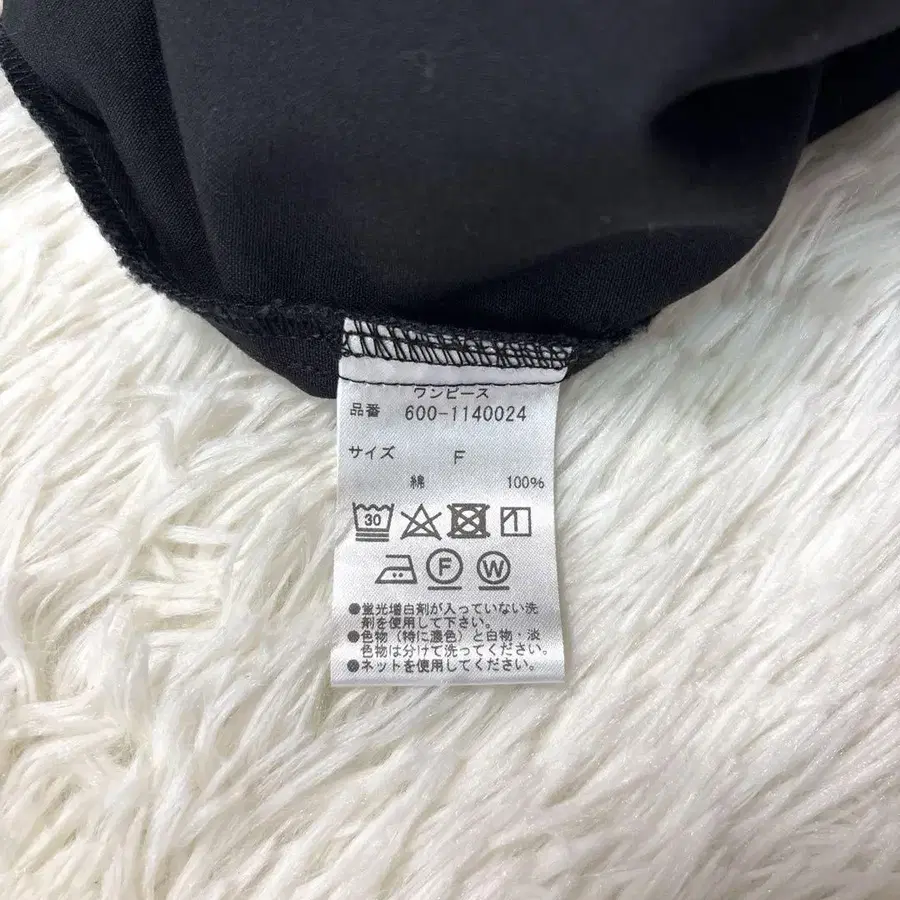 ワンピース
品番 600-1140024
サイズ F
綿 100%
30
F W
●蛍光増白剤が入っていない洗
剤を使用して下さい。
●色物（特に濃色）と白物・淡
色物は分けて洗ってください。
●ネットを使用してください。